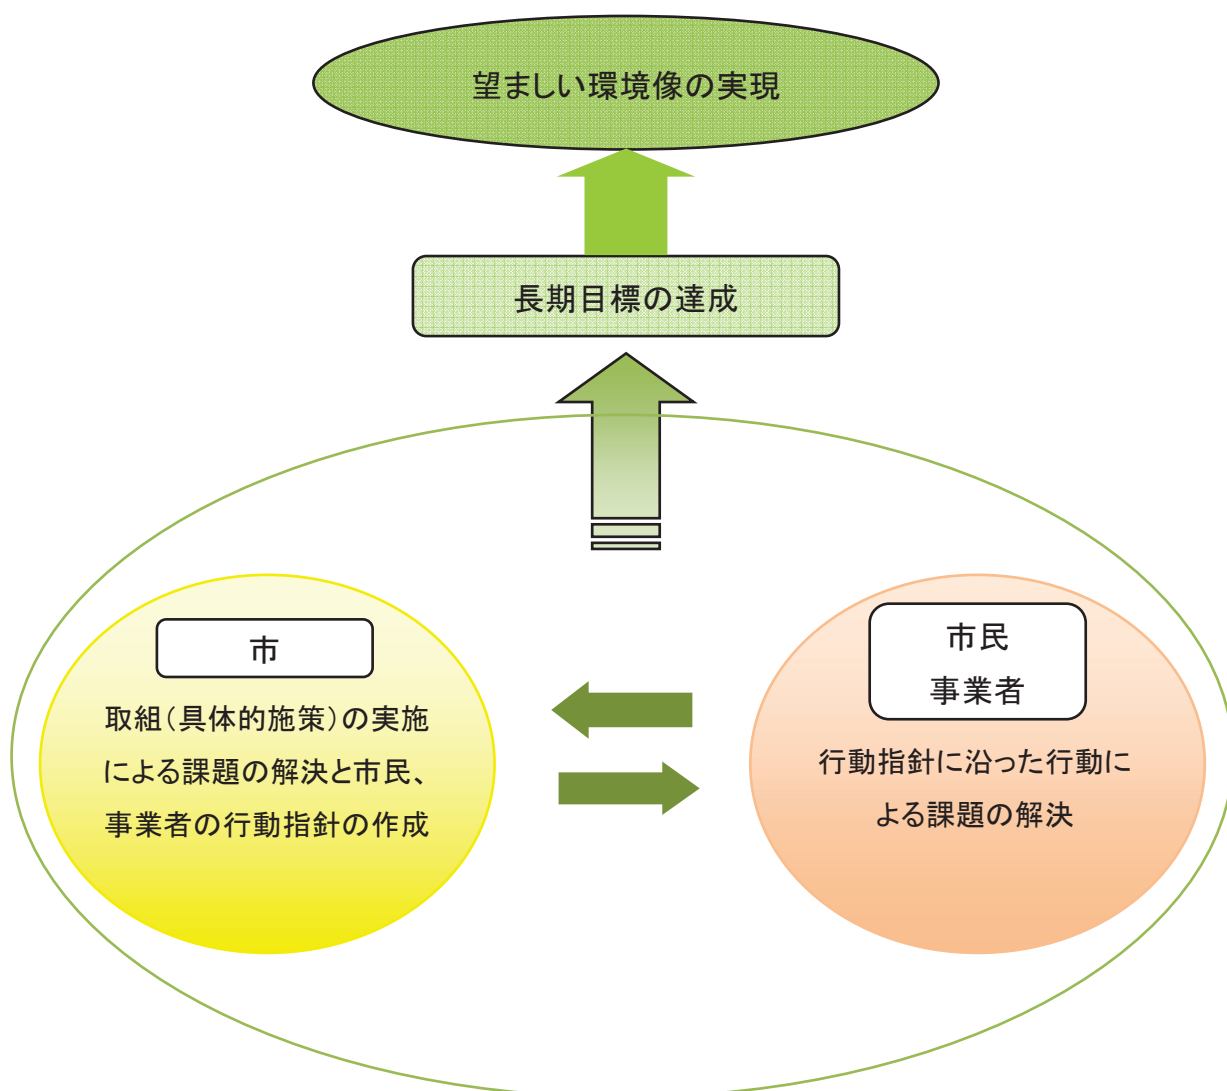 望ましい環境像の実現
長期目標の達成
市
取組(具体的施策)の実施
による課題の解決と市民、
事業者の行動指針の作成
市民
事業者
行動指針に沿った行動に
よる課題の解決